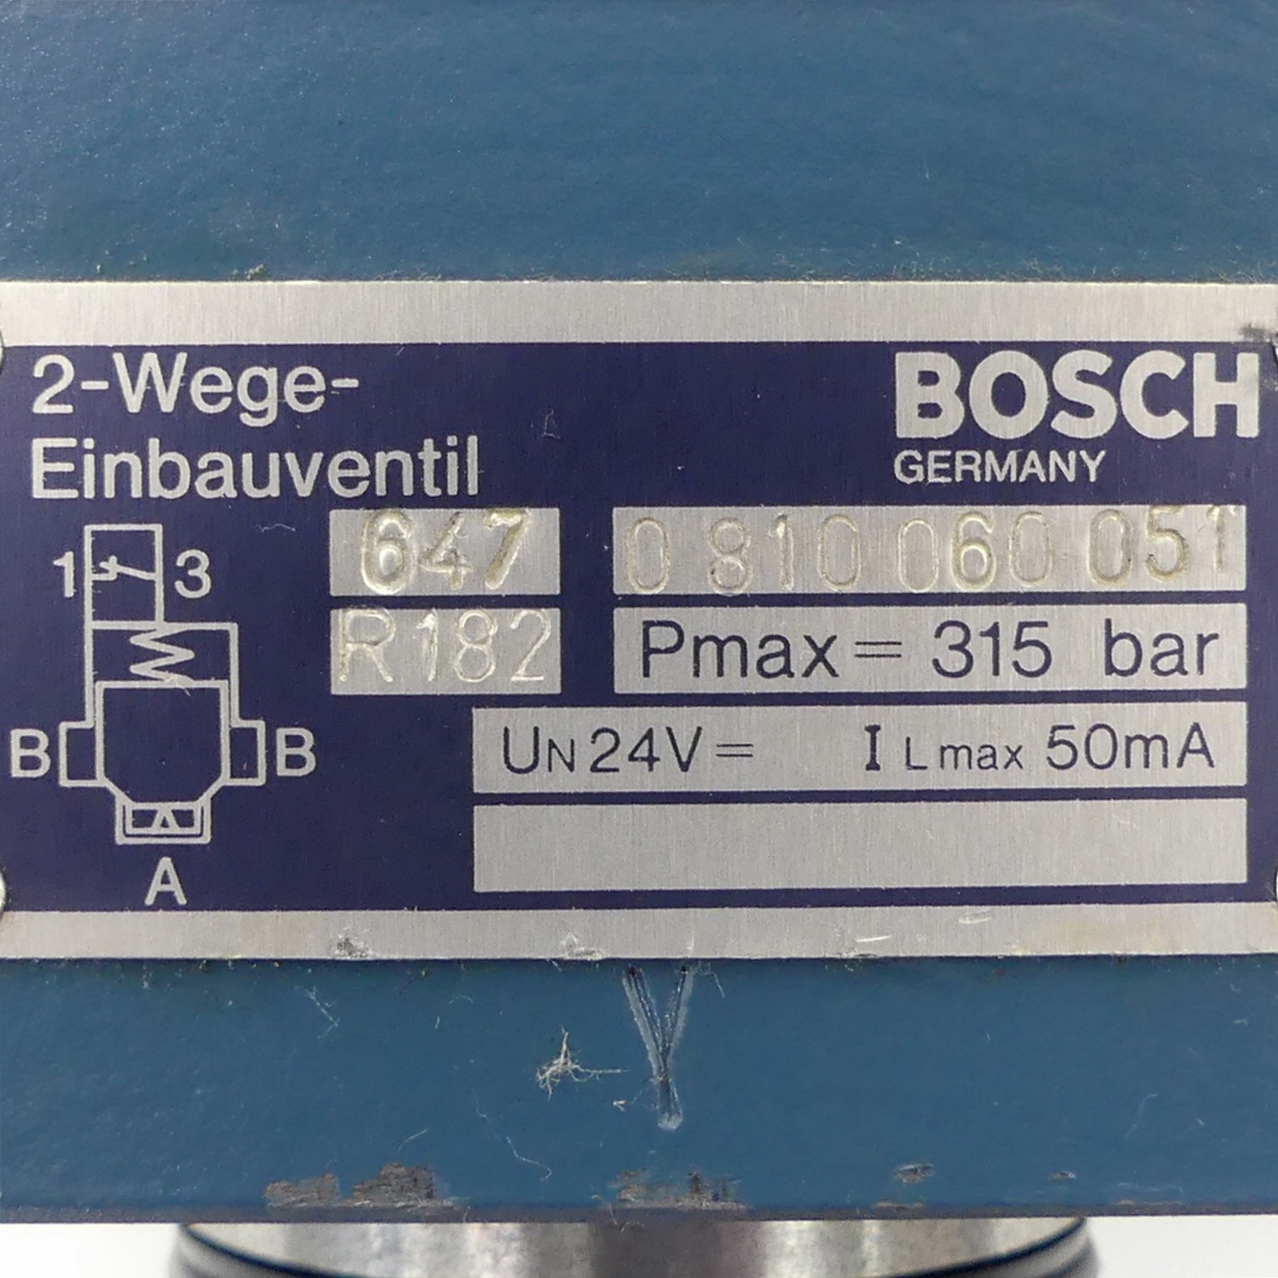 2-Wege-
Einbauventil
BOSCH
GERMANY
647
0 810 060 051
R182
Pmax = 315 bar
UN 24V = I Lmax 50mA
1 3
B B
A
Y